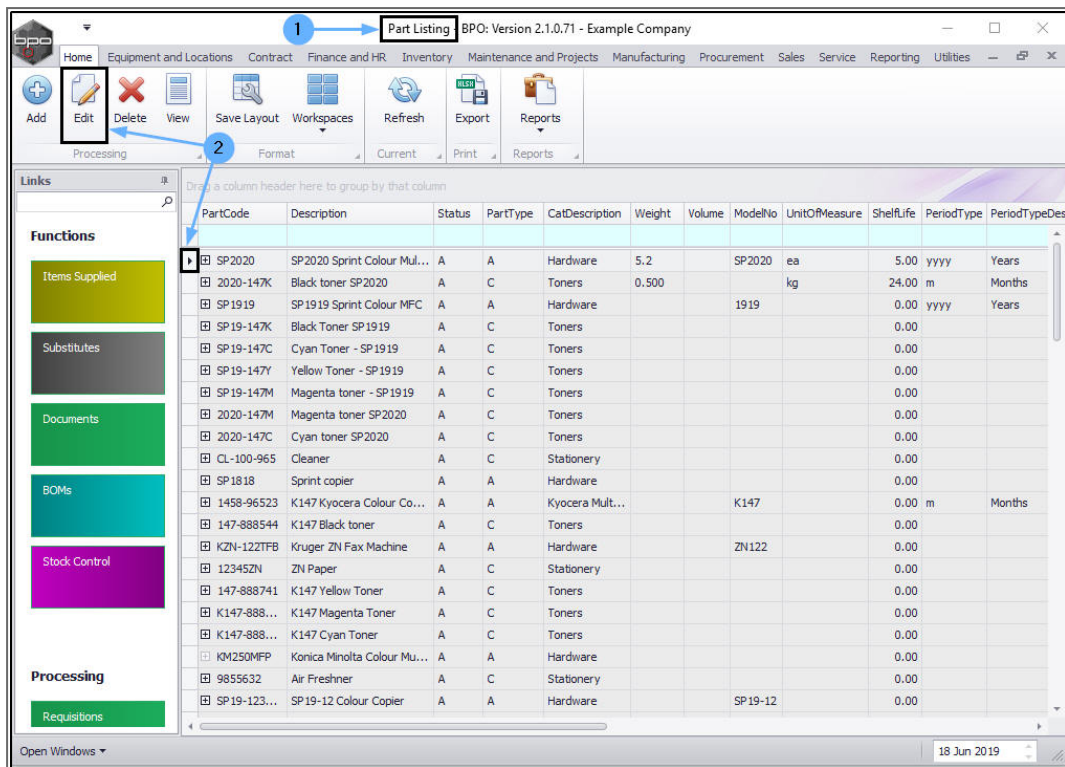 1
Part Listing - BPO: Version 2.1.0.71 - Example Company
bpo
Home Equipment and Locations Contract Finance and HR Inventory Maintenance and Projects Manufacturing Procurement Sales Service Reporting Utilities
XLSX
Add Edit Delete View Save Layout Workspaces Refresh Export Reports
2
Processing Format Current Print Reports
Links
Drag a column header here to group by that column
PartCode Description Status PartType CatDescription Weight Volume ModelNo UnitOfMeasure ShelfLife PeriodType PeriodTypeDes
Functions
SP2020 SP2020 Sprint Colour Mul... A A Hardware 5.2 SP2020 ea 5.00 yyyy Years
Items Supplied
2020-147K Black toner SP2020 A C Toners 0.500 kg 24.00 m Months
SP1919 SP1919 Sprint Colour MFC A A Hardware 1919 0.00 yyyy Years
SP19-147K Black Toner SP1919 A C Toners 0.00
Substitutes
SP19-147C Cyan Toner - SP1919 A C Toners 0.00
SP19-147Y Yellow Toner - SP1919 A C Toners 0.00
SP19-147M Magenta toner - SP1919 A C Toners 0.00
Documents
2020-147M Magenta toner SP2020 A C Toners 0.00
2020-147C Cyan toner SP2020 A C Toners 0.00
CL-100-965 Cleaner A C Stationery 0.00
BOMs
SP1818 Sprint copier A A Hardware 0.00
1458-96523 K147 Kyocera Colour Co... A A Kyocera Mult... K147 0.00 m Months
147-888544 K147 Black toner A C Toners 0.00
KZN-122TFB Kruger ZN Fax Machine A A Hardware ZN122 0.00
Stock Control
12345ZN ZN Paper A C Stationery 0.00
147-888741 K147 Yellow Toner A C Toners 0.00
K147-888... K147 Magenta Toner A C Toners 0.00
K147-888... K147 Cyan Toner A C Toners 0.00
KM250MFP Konica Minolta Colour Mu... A A Hardware 0.00
Processing
9855632 Air Freshner A C Stationery 0.00
SP19-123... SP19-12 Colour Copier A A Hardware SP19-12 0.00
Requisitions
Open Windows 18 Jun 2019